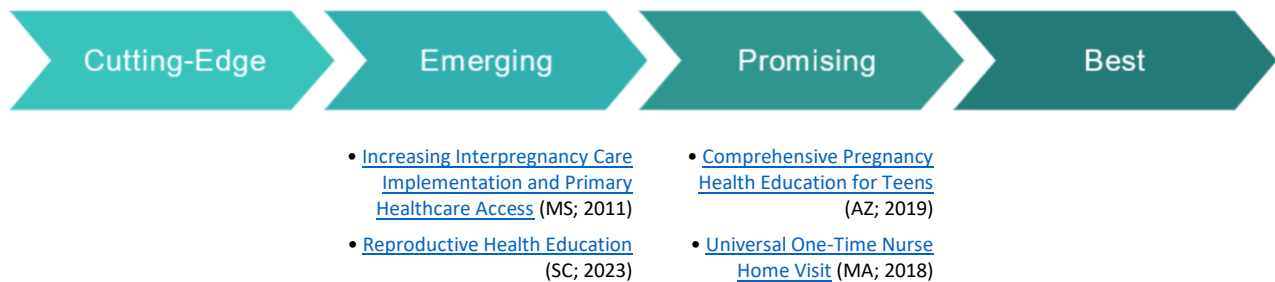 Cutting-Edge
Emerging
Promising
Best
• Increasing Interpregnancy Care
Implementation and Primary
Healthcare Access (MS; 2011)
• Reproductive Health Education
(SC; 2023)
• Comprehensive Pregnancy
Health Education for Teens
(AZ; 2019)
• Universal One-Time Nurse
Home Visit (MA; 2018)